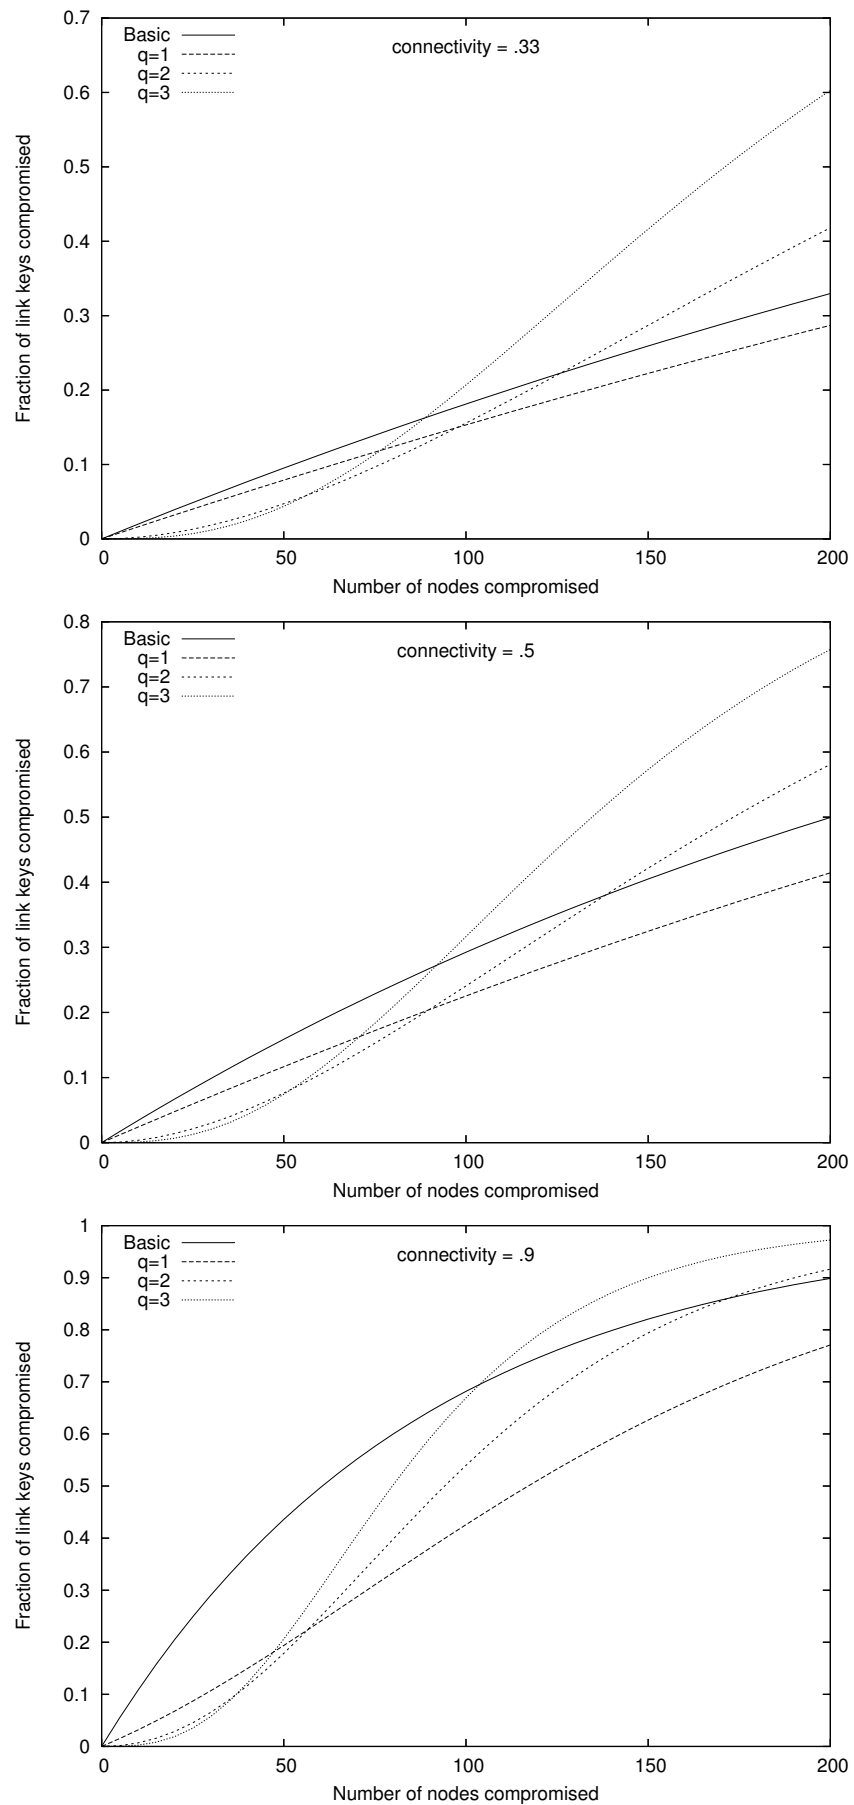 0.7
Basic
q=1
q=2
q=3
connectivity = .33
0.6
0.5
0.4
0.3
0.2
0.1
0
0 50 100 150 200
Fraction of link keys compromised
Number of nodes compromised
0.8
Basic
q=1
q=2
q=3
connectivity = .5
0.7
0.6
0.5
0.4
0.3
0.2
0.1
0
0 50 100 150 200
Fraction of link keys compromised
Number of nodes compromised
1
Basic
q=1
q=2
q=3
connectivity = .9
0.9
0.8
0.7
0.6
0.5
0.4
0.3
0.2
0.1
0
0 50 100 150 200
Fraction of link keys compromised
Number of nodes compromised